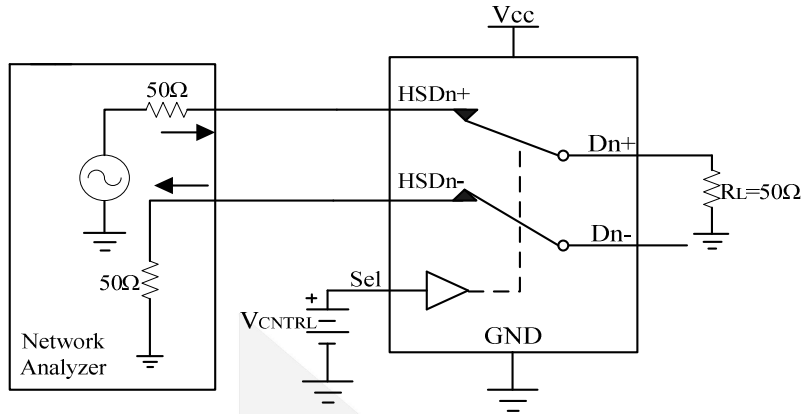 Vcc
50Ω
HSDn+
Dn+
HSDn-
RL=50Ω
Dn-
50Ω
Sel
+
VCNTRL
GND
Network
Analyzer